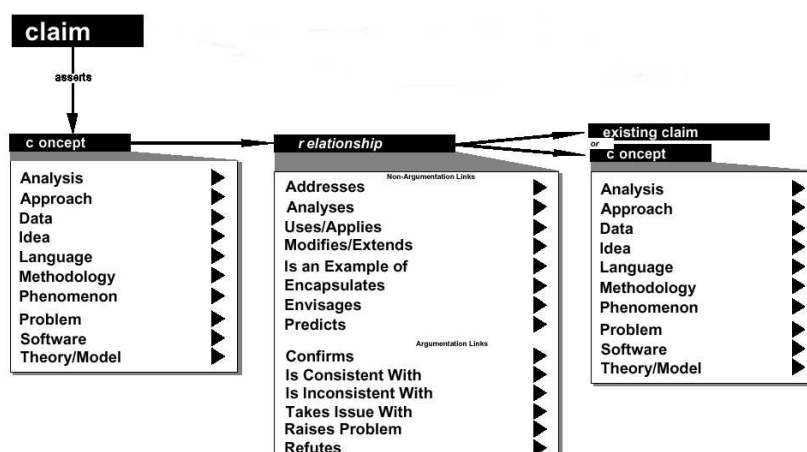 claim
asserts
concept
Analysis
Approach
Data
Idea
Language
Methodology
Phenomenon
Problem
Software
Theory/Model
relationship
Non-Argumentation Links
Addresses
Analyses
Uses/Applies
Modifies/Extends
Is an Example of
Encapsulates
Envisages
Predicts
Argumentation Links
Confirms
Is Consistent With
Is Inconsistent With
Takes Issue With
Raises Problem
Refutes
existing claim
or
concept
Analysis
Approach
Data
Idea
Language
Methodology
Phenomenon
Problem
Software
Theory/Model